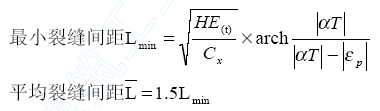 最小裂缝间距L_min = √(HE_(t) / C_x) × arch |αT| / (|αT| − |ε_p|)
平均裂缝间距L̅ = 1.5L_min